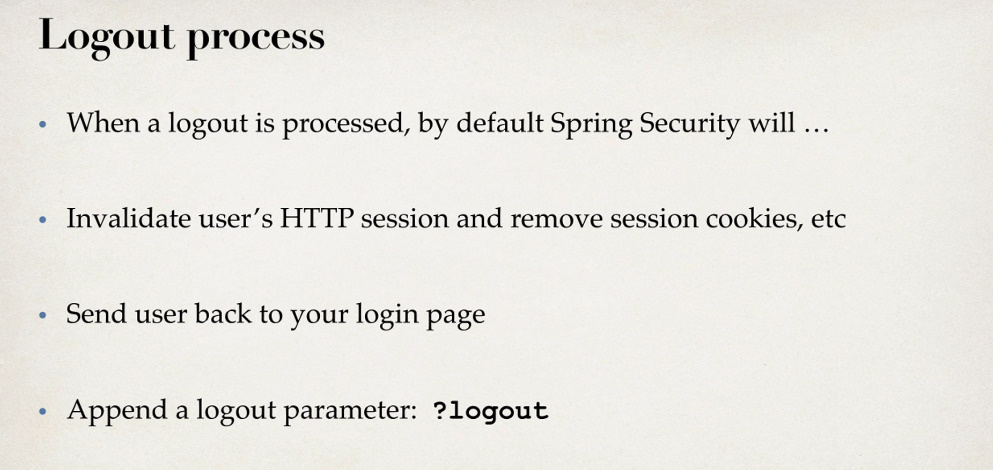 Logout process
• When a logout is processed, by default Spring Security will …
• Invalidate user’s HTTP session and remove session cookies, etc
• Send user back to your login page
• Append a logout parameter: ?logout